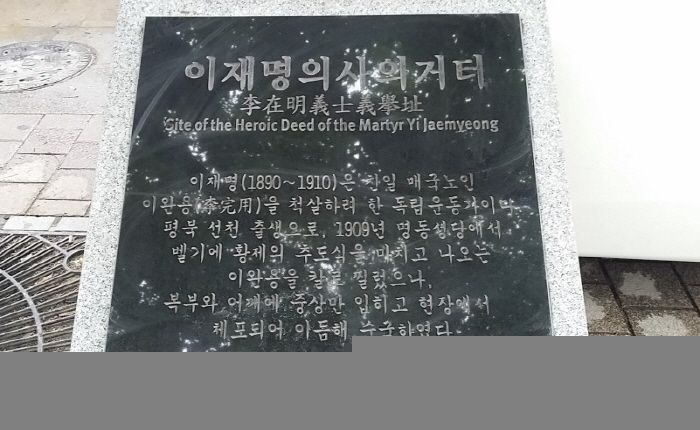 이재명의사의거터
李在明義士義擧址
Site of the Heroic Deed of the Martyr Yi Jaemyeong
이재명(1890~1910)은 친일 매국노인
이완용(李完用)을 척살하려 한 독립운동가이다.
평북 선천 출생으로, 1909년 명동성당에서
벨기에 황제의 추도식을 마치고 나오는
이완용을 칼로 찔렀으나,
복부와 어깨에 중상만 입히고 현장에서
체포되어 이듬해 순국하였다.